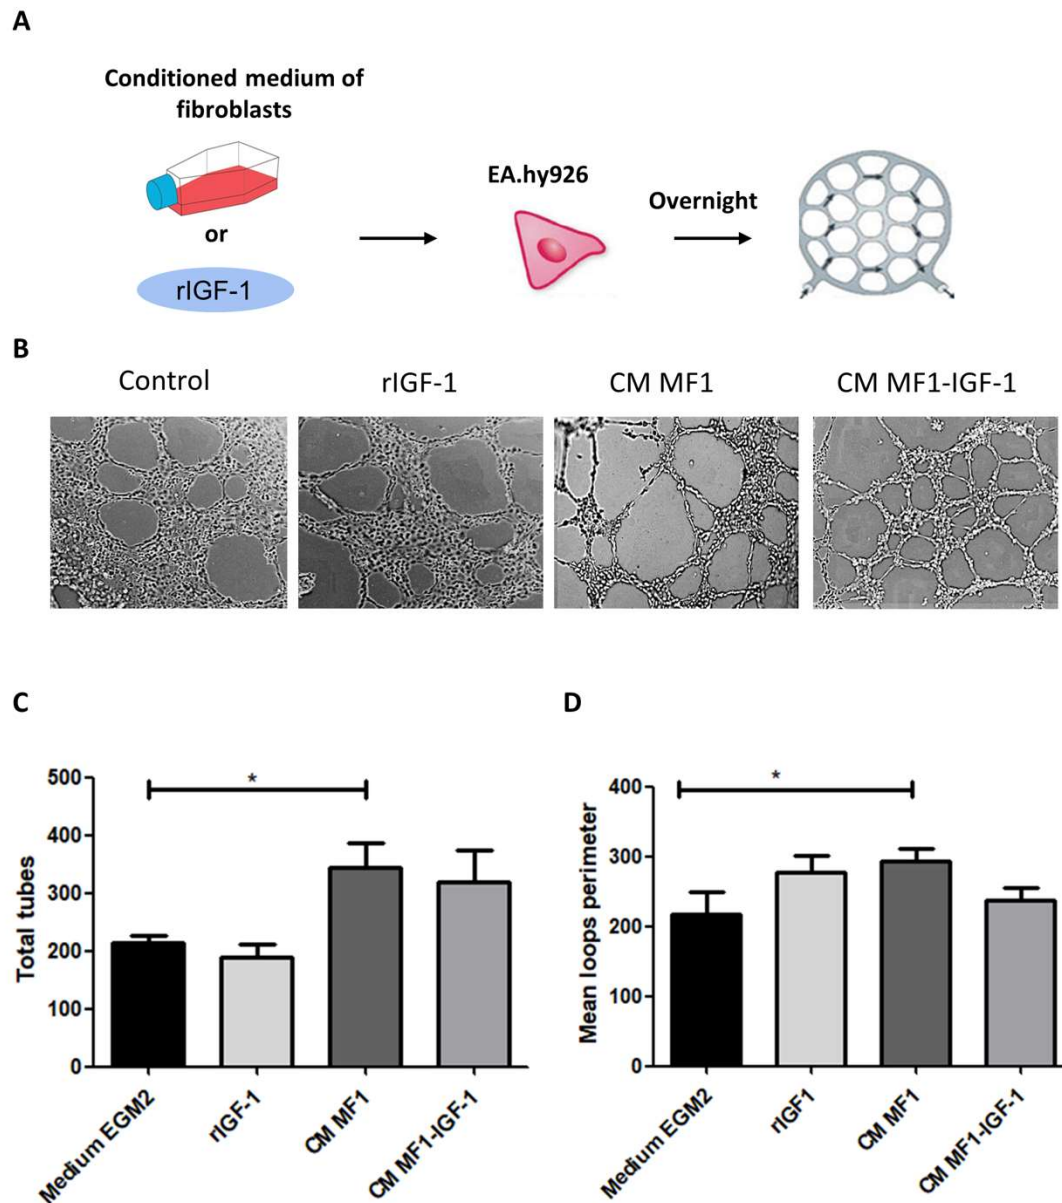 A
Conditioned medium of
fibroblasts
or
rIGF-1
EA.hy926
Overnight
B
Control
rIGF-1
CM MF1
CM MF1-IGF-1
C
Total tubes
500
400
300
200
100
0
*
Medium EGM2
rIGF-1
CM MF1
CM MF1-IGF-1
D
Mean loops perimeter
400
300
200
100
0
*
Medium EGM2
rIGF1
CM MF1
CM MF1-IGF-1